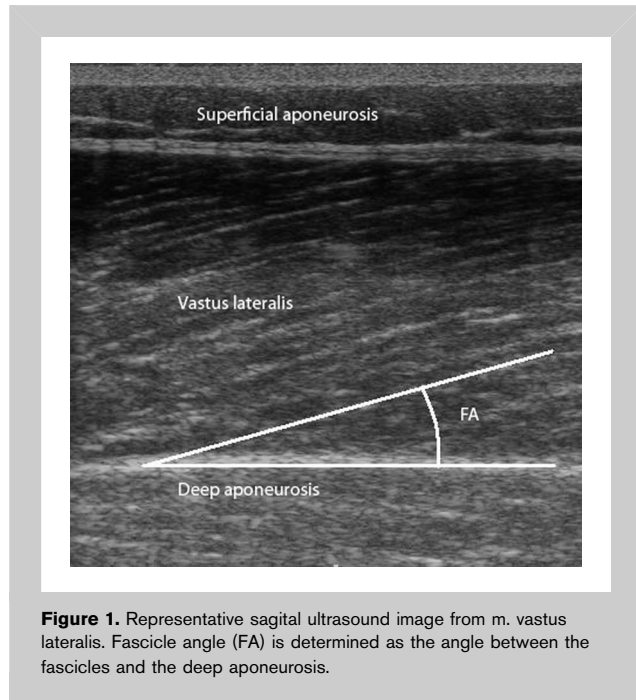 Superficial aponeurosis
Vastus lateralis
FA
Deep aponeurosis
Figure 1. Representative sagital ultrasound image from m. vastus
lateralis. Fascicle angle (FA) is determined as the angle between the
fascicles and the deep aponeurosis.